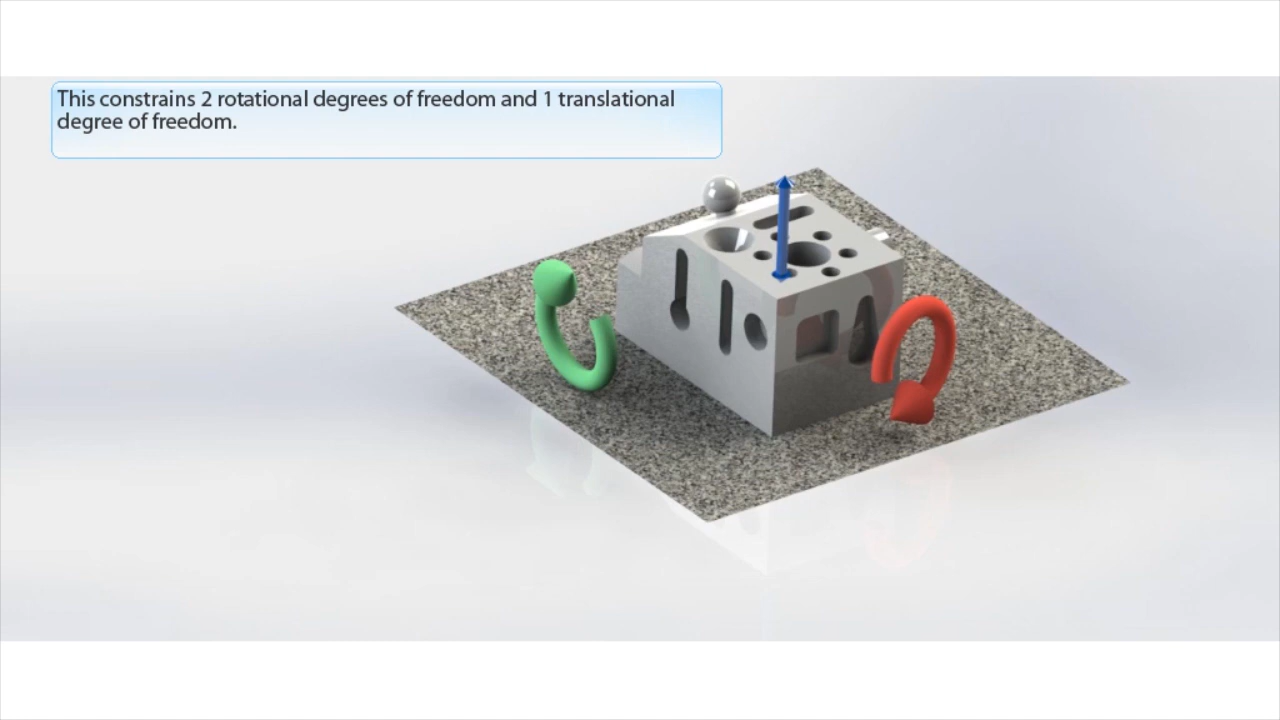 This constrains 2 rotational degrees of freedom and 1 translational
degree of freedom.